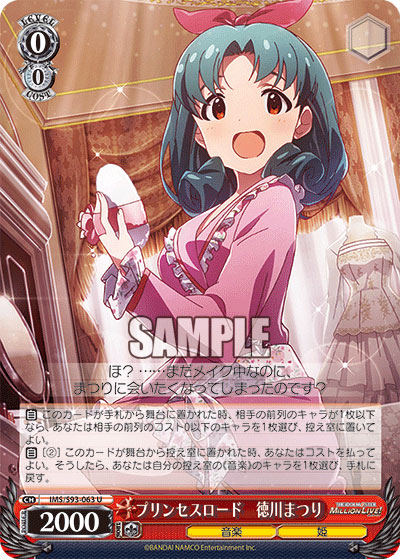 LEVEL
0
0
COST
SAMPLE
ほ? ……まだメイク中なのに、
まつりに会いたくなってしまったのです?
自 このカードが手札から舞台に置かれた時、相手の前列のキャラが1枚以下
なら、あなたは相手の前列のコスト0以下のキャラを1枚選び、控え室に置い
てよい。
自 [②] このカードが舞台から控え室に置かれた時、あなたはコストを払ってよ
い。そうしたら、あなたは自分の控え室の《音楽》のキャラを1枚選び、手札に
戻す。
CH IMS/S93-063 U
プリンセスロード 徳川まつり
THE IDOLM@STER
MILLION LIVE!
2000
音楽
姫
©BANDAI NAMCO Entertainment Inc.